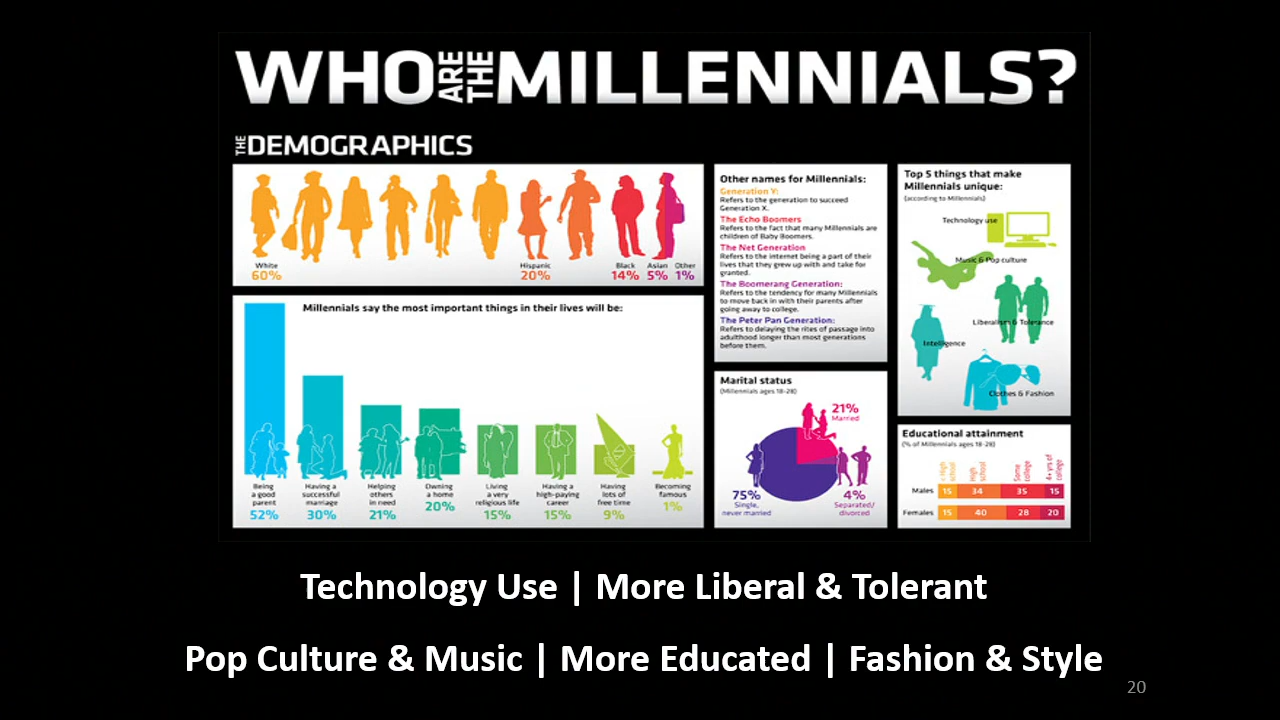 WHO ARE THE MILLENNIALS?
THE DEMOGRAPHICS
White
60%
Hispanic
20%
Black
14%
Asian
5%
Other
1%
Millennials say the most important things in their lives will be:
Being
a good
parent
52%
Having a
successful
marriage
30%
Helping
others
in need
21%
Owning
a home
20%
Living
a very
religious life
15%
Having a
high-paying
career
15%
Having
lots of
free time
9%
Becoming
famous
1%
Other names for Millennials:
Generation Y:
Refers to the generation to succeed
Generation X.
The Echo Boomers
Refers to the fact that many Millennials are
children of Baby Boomers.
The Net Generation
Refers to the internet being a part of their
lives that they grew up with and take for
granted.
The Boomerang Generation:
Refers to the tendency for many Millennials
to move back in with their parents after
going away to college.
The Peter Pan Generation:
Refers to delaying the rites of passage into
adulthood longer than most generations
before them.
Marital status
(Millennials ages 18-28)
21%
Married
75%
Single,
never married
4%
Separated/
divorced
Top 5 things that make
Millennials unique:
(according to Millennials)
Technology use
Music & Pop culture
Liberalism & Tolerance
Intelligence
Clothes & Fashion
Educational attainment
(% of Millennials ages 18-28)
<High
school
High
school
Some
college
4+ yrs of
college
Males 15 34 35 15
Females 15 40 28 20
Technology Use | More Liberal & Tolerant
Pop Culture & Music | More Educated | Fashion & Style
20